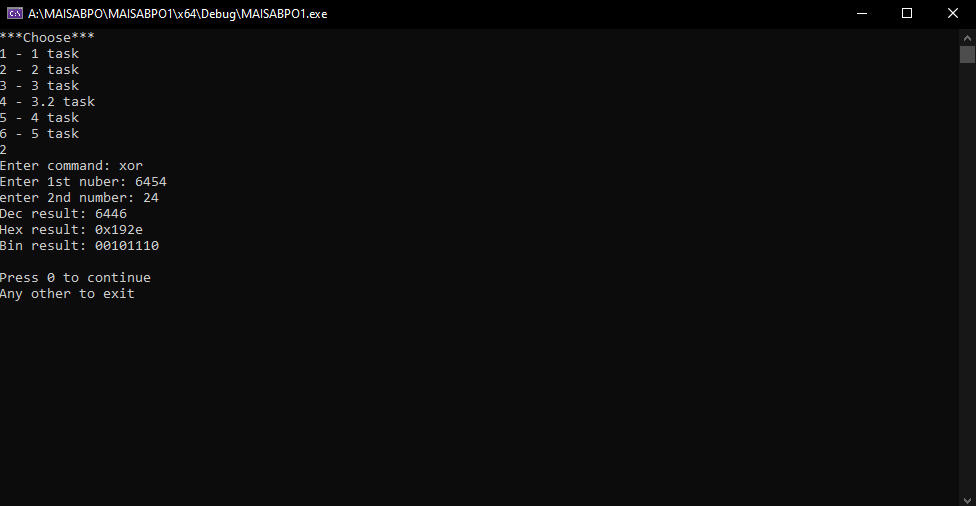 A:\MAISABPO\MAISABPO1\x64\Debug\MAISABPO1.exe
***Choose***
1 - 1 task
2 - 2 task
3 - 3 task
4 - 3.2 task
5 - 4 task
6 - 5 task
2
Enter command: xor
Enter 1st nuber: 6454
enter 2nd number: 24
Dec result: 6446
Hex result: 0x192e
Bin result: 00101110
Press 0 to continue
Any other to exit